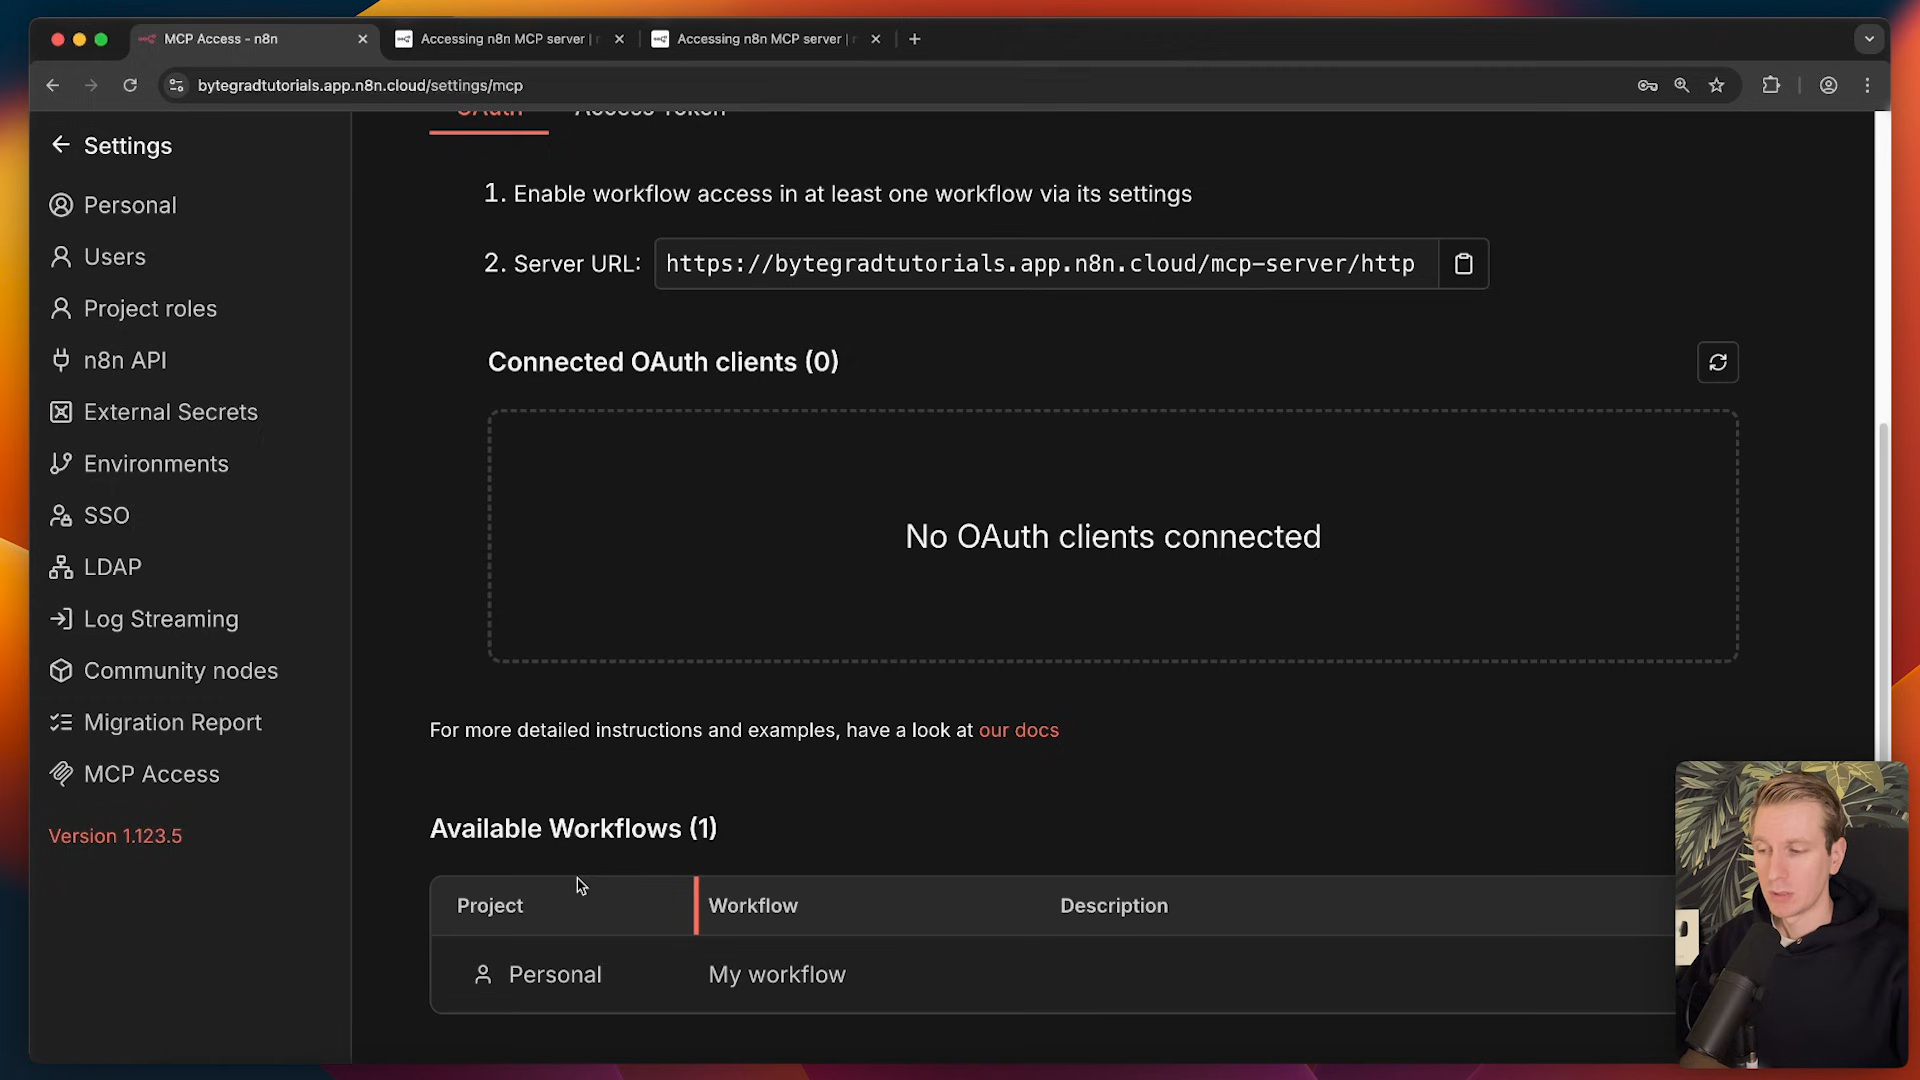 MCP Access - n8n
Accessing n8n MCP server |
Accessing n8n MCP server |
bytegradtutorials.app.n8n.cloud/settings/mcp
Settings
Personal
Users
Project roles
n8n API
External Secrets
Environments
SSO
LDAP
Log Streaming
Community nodes
Migration Report
MCP Access
Version 1.123.5
OAuth
Access Token
1. Enable workflow access in at least one workflow via its settings
2. Server URL: https://bytegradtutorials.app.n8n.cloud/mcp-server/http
Connected OAuth clients (0)
No OAuth clients connected
For more detailed instructions and examples, have a look at our docs
Available Workflows (1)
Project Workflow Description
Personal My workflow